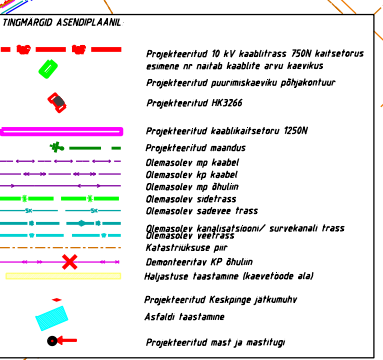 TINGMÄRGID ASENDIPLAANIL
Projekteeritud 10 kV kaablitrass 750N kaitsetorus
esimene nr näitab kaablite arvu kaevikus
Projekteeritud puurimiskaeviku põhjakontuur
Projekteeritud HK3266
Projekteeritud kaablikaitsetoru 1250N
Projekteeritud maandus
Olemasolev mp kaabel
Olemasolev kp kaabel
Olemasolev mp õhuliin
Olemasolev sidetrass
Olemasolev sadevee trass
Olemasolev kanalisatsiooni/ survekanali trass
Olemasolev veetrass
Katastriüksuse piir
Demonteeritav KP õhuliin
Haljastuse taastamine (kaevetööde ala)
Projekteeritud Keskpinge jätkumuhv
Asfaldi taastamine
Projekteeritud mast ja mastitugi